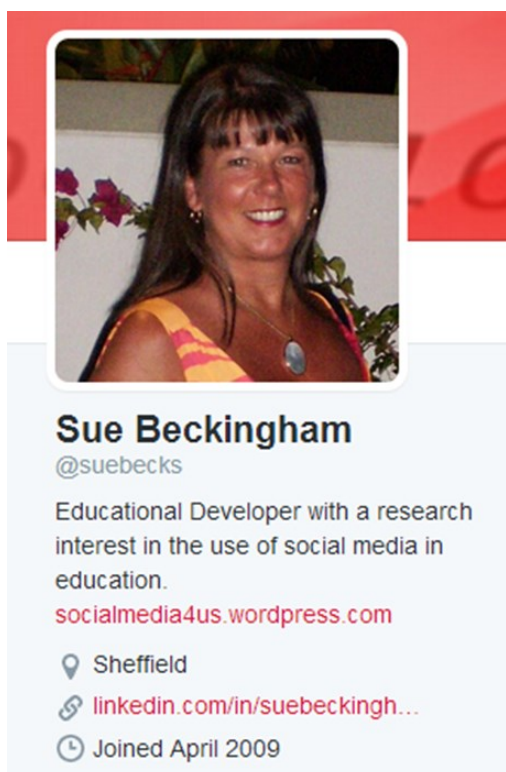 Sue Beckingham
@suebecks
Educational Developer with a research
interest in the use of social media in
education.
socialmedia4us.wordpress.com
Sheffield
linkedin.com/in/suebeckingh…
Joined April 2009